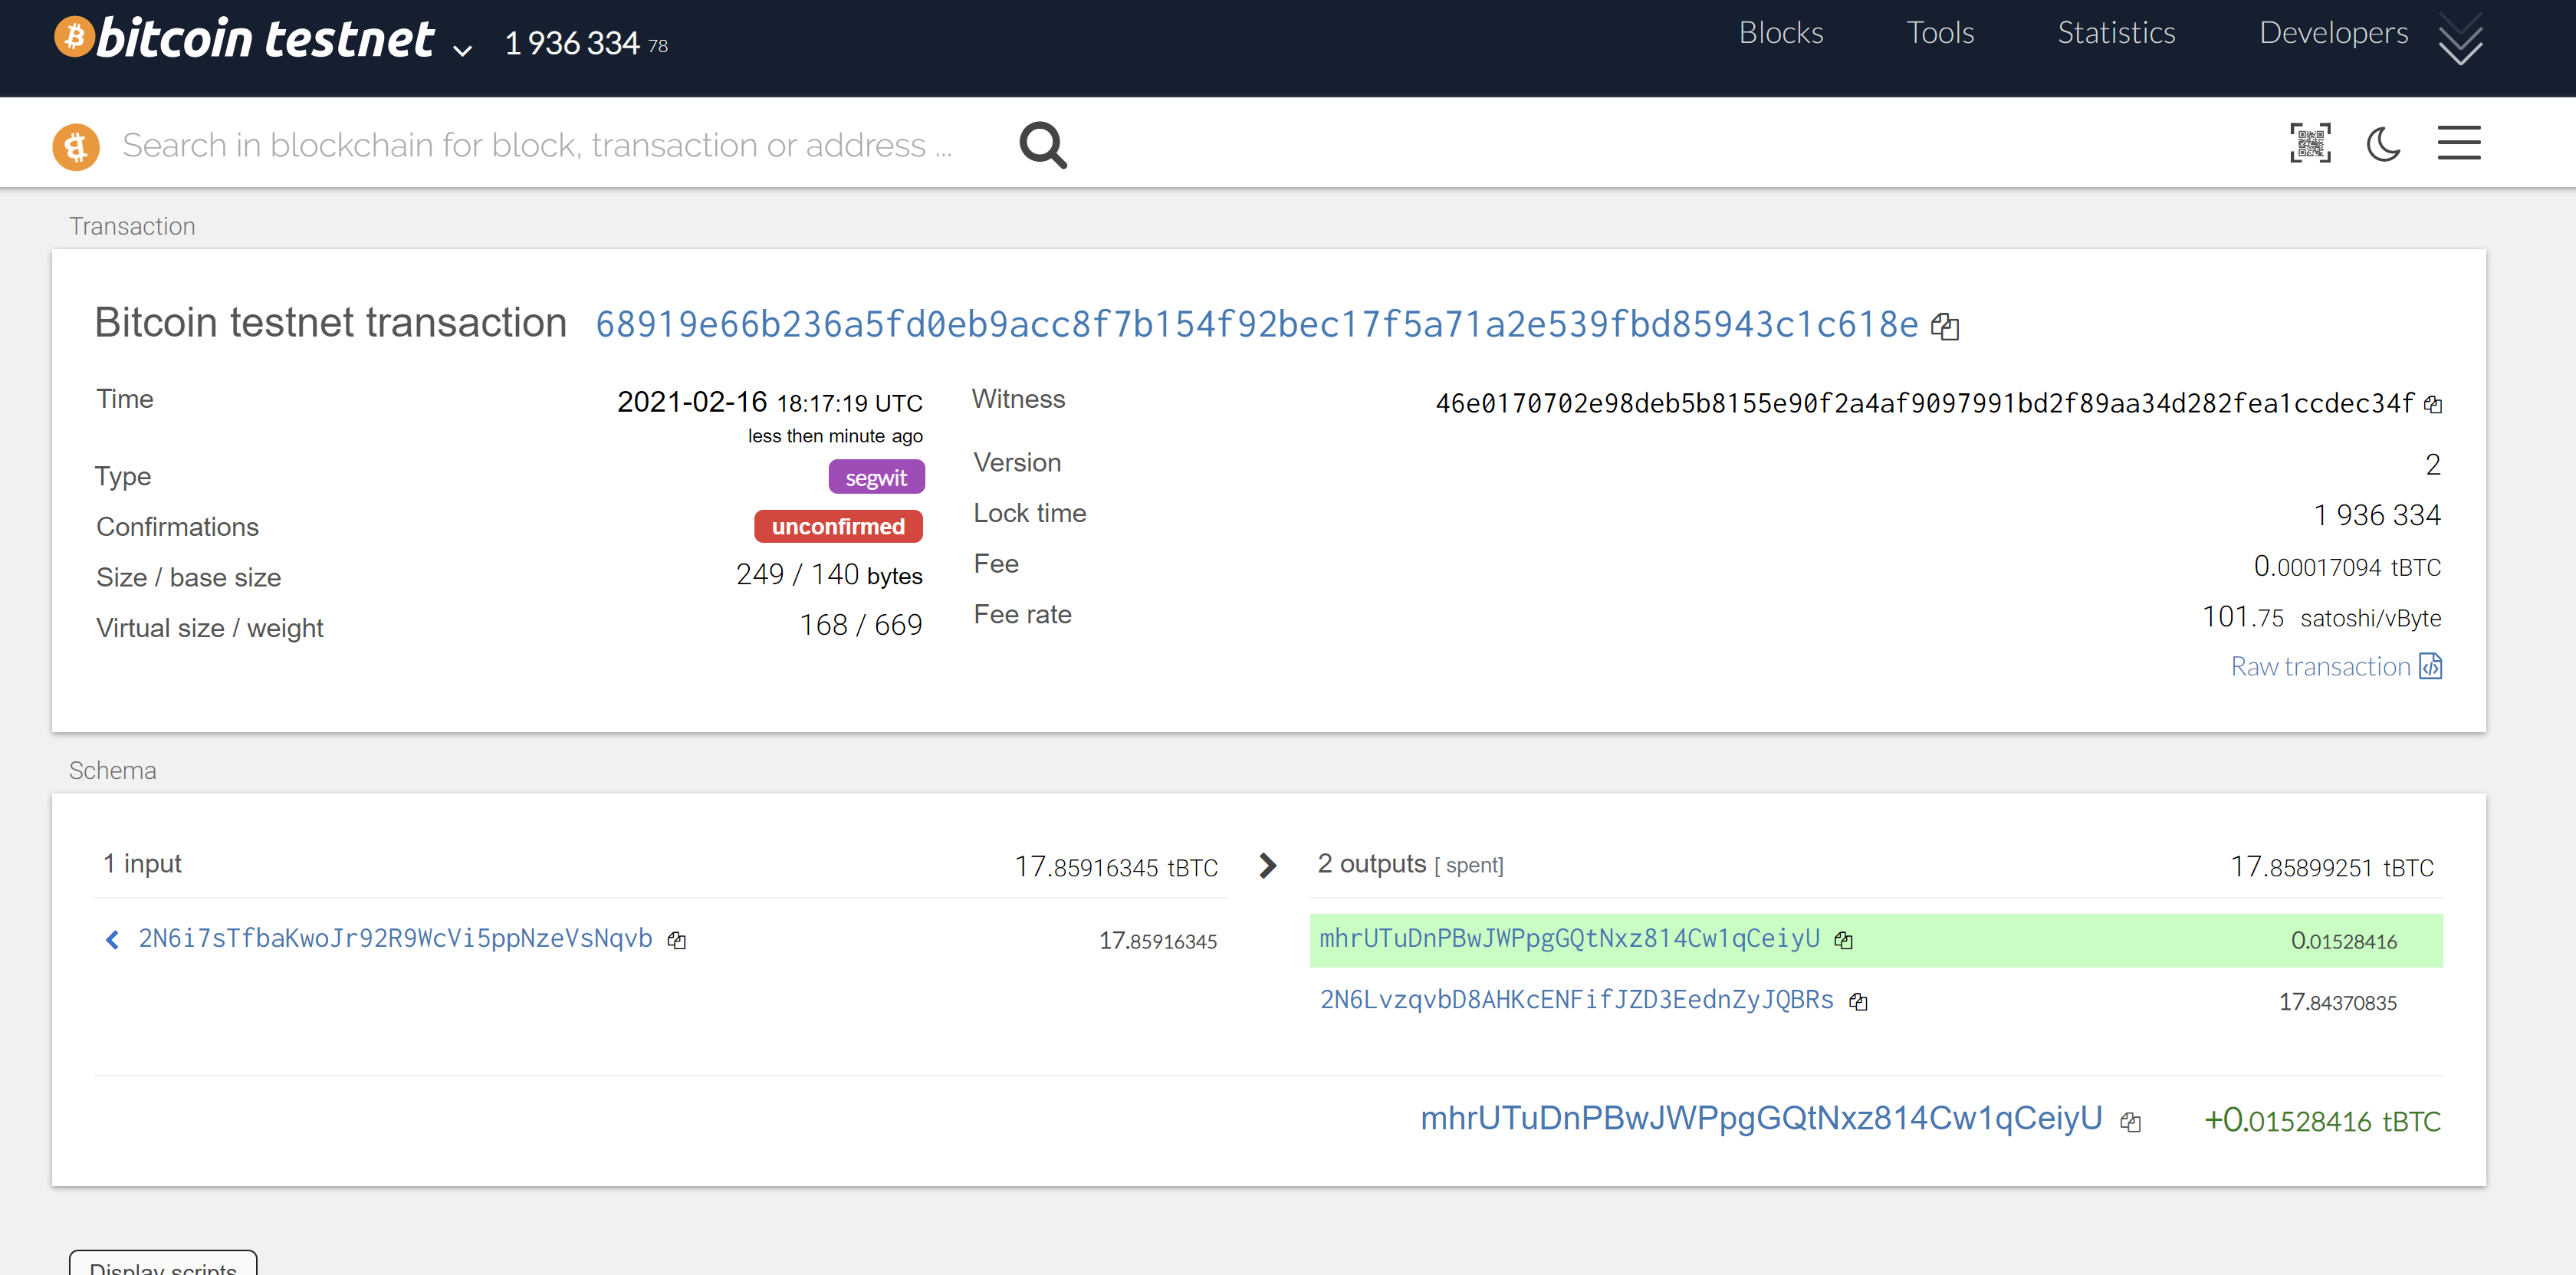 bitcoin testnet 1 936 334 78 Blocks Tools Statistics Developers
Search in blockchain for block, transaction or address ...
Transaction
Bitcoin testnet transaction 68919e66b236a5fd0eb9acc8f7b154f92bec17f5a71a2e539fbd85943c1c618e
Time 2021-02-16 18:17:19 UTC
less then minute ago
Type segwit
Confirmations unconfirmed
Size / base size 249 / 140 bytes
Virtual size / weight 168 / 669
Witness 46e0170702e98deb5b8155e90f2a4af9097991bd2f89aa34d282fea1ccdec34f
Version 2
Lock time 1 936 334
Fee 0.00017094 tBTC
Fee rate 101.75 satoshi/vByte
Raw transaction
Schema
1 input 17.85916345 tBTC
2N6i7sTfbaKwoJr92R9WcVi5ppNzeVsNqvb 17.85916345
2 outputs [ spent] 17.85899251 tBTC
mhrUTuDnPBwJWPpgGQtNxz814Cw1qCeiyU 0.01528416
2N6LvzqvbD8AHKcENFifJZD3EednZyJQBRs 17.84370835
mhrUTuDnPBwJWPpgGQtNxz814Cw1qCeiyU +0.01528416 tBTC
Display scripts